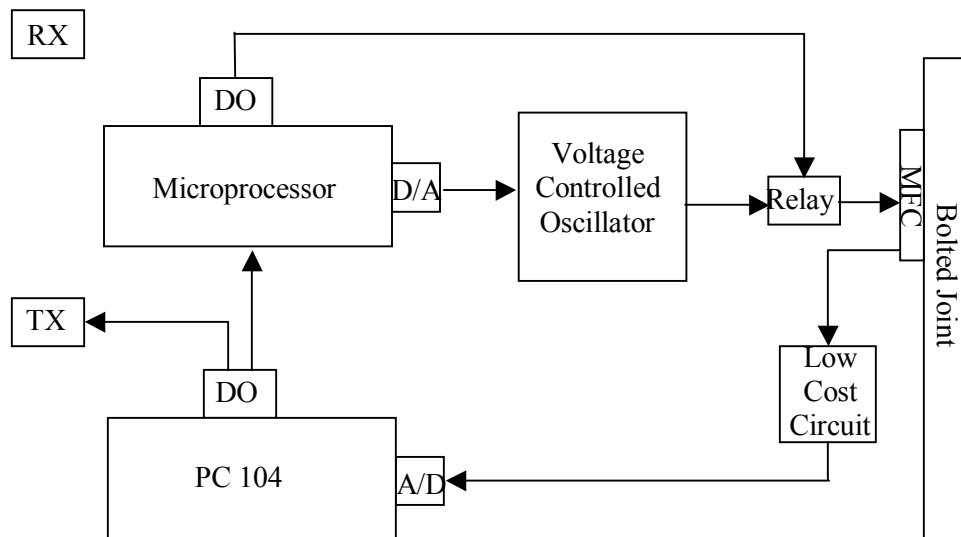 RX
DO
Microprocessor
D/A
Voltage
Controlled
Oscillator
Relay
MFC
Bolted Joint
TX
DO
Low
Cost
Circuit
PC 104
A/D